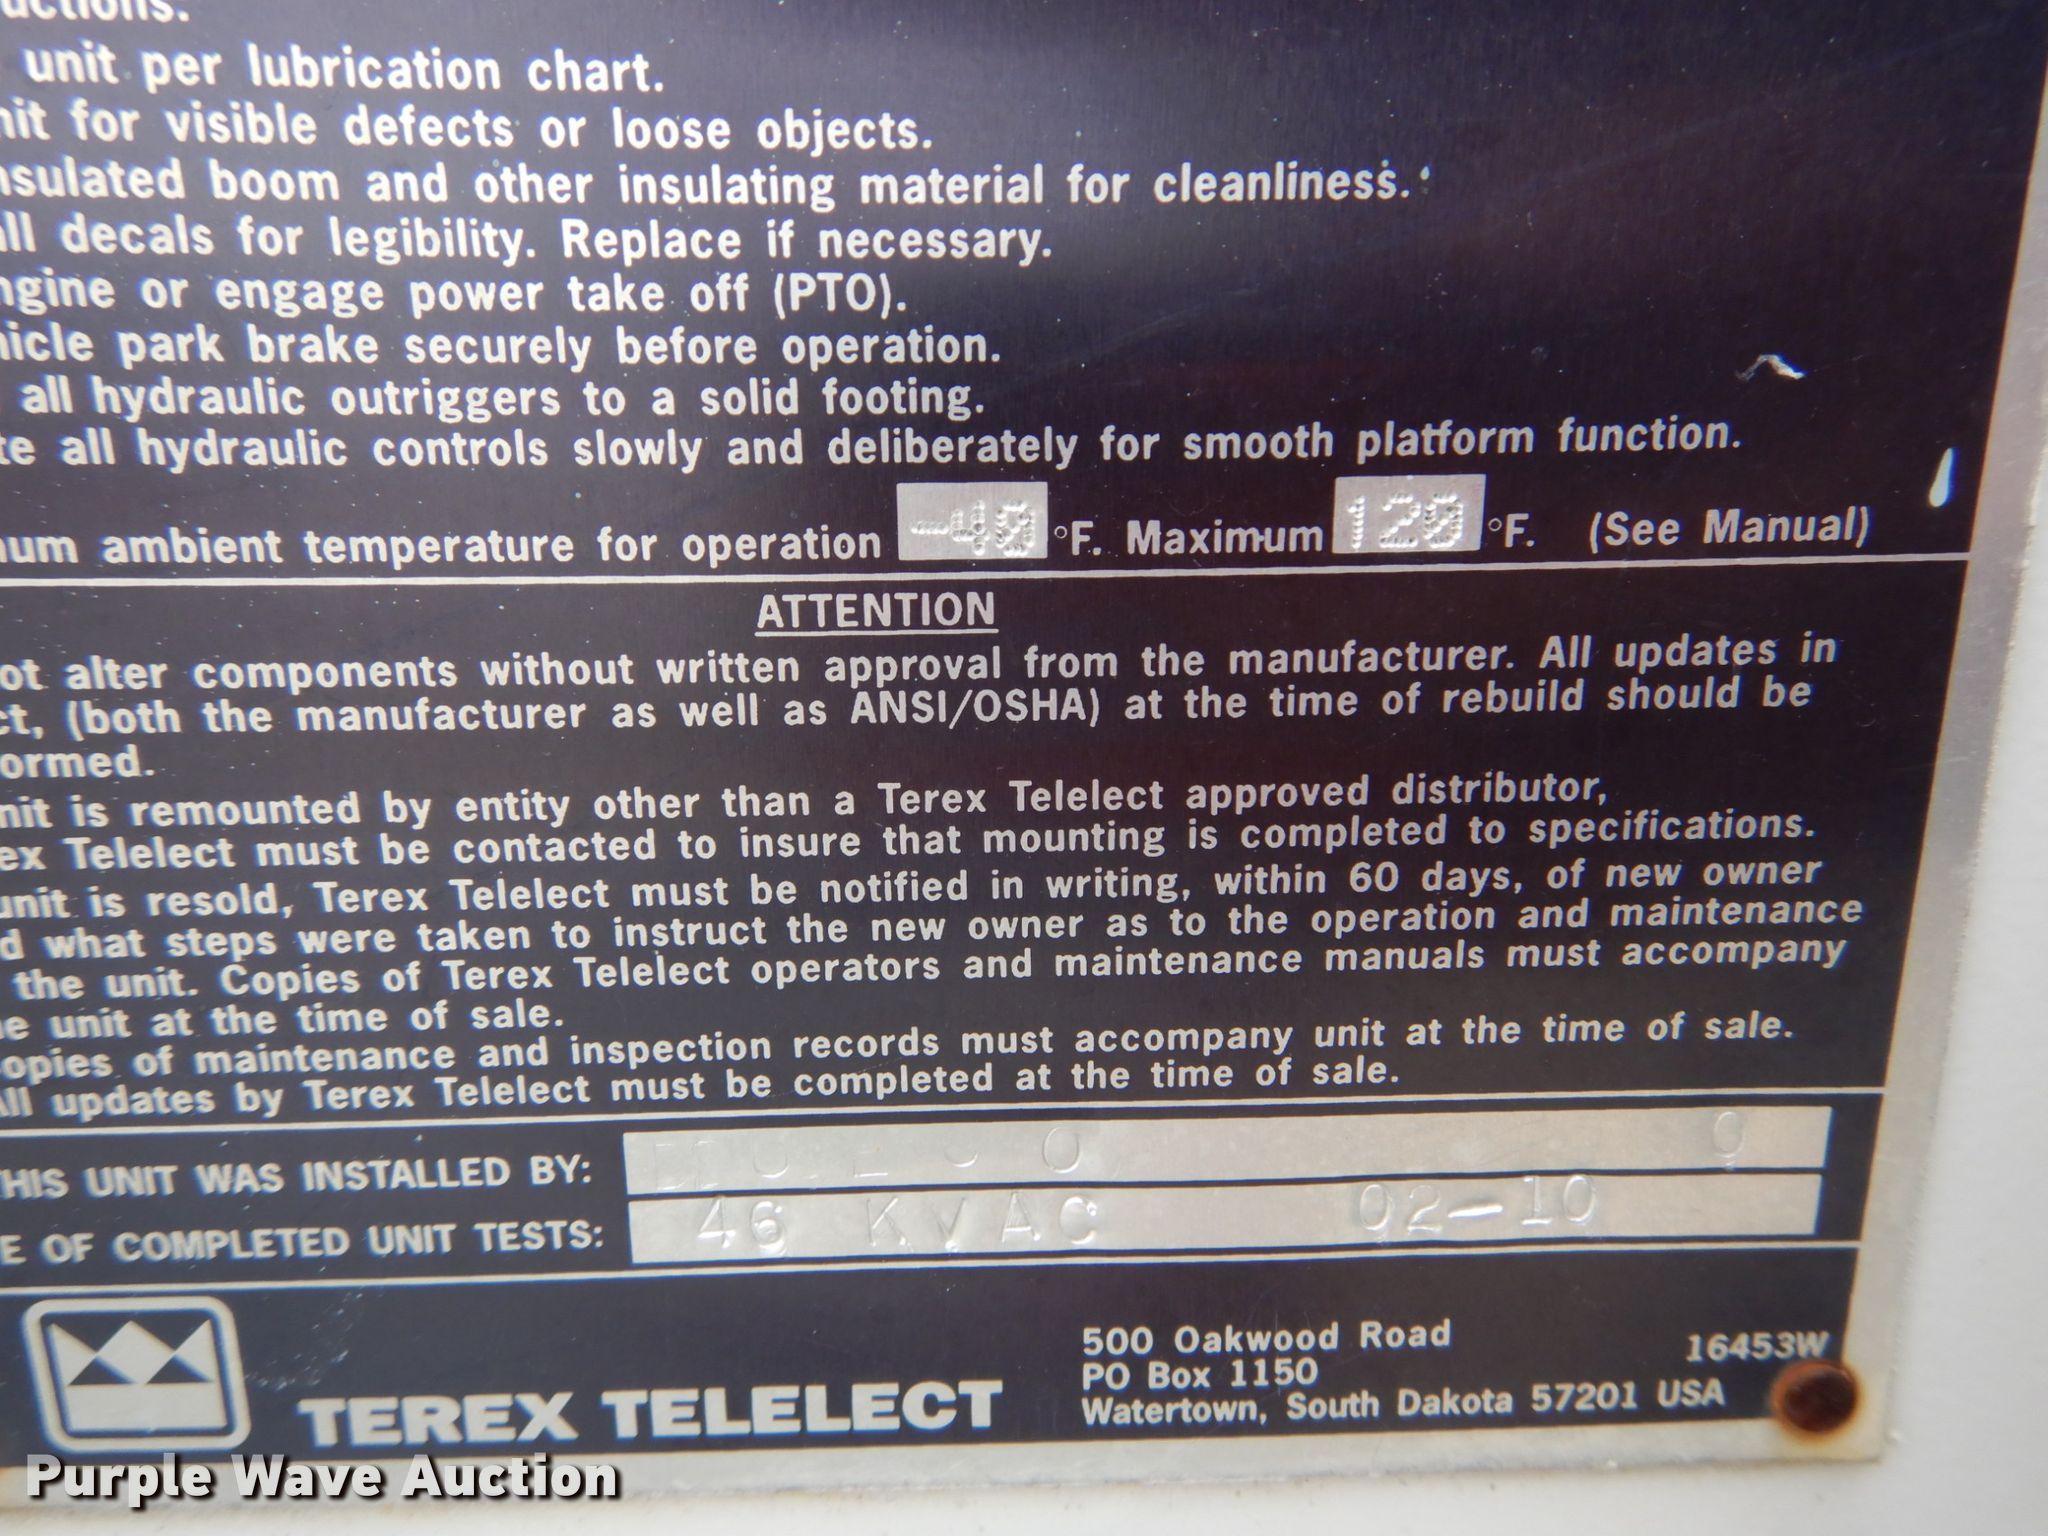 uctions.
unit per lubrication chart.
nit for visible defects or loose objects.
nsulated boom and other insulating material for cleanliness.
all decals for legibility. Replace if necessary.
ngine or engage power take off (PTO).
hicle park brake securely before operation.
all hydraulic outriggers to a solid footing.
te all hydraulic controls slowly and deliberately for smooth platform function.
num ambient temperature for operation -40 °F. Maximum 120 °F. (See Manual)
ATTENTION
ot alter components without written approval from the manufacturer. All updates in
ct, (both the manufacturer as well as ANSI/OSHA) at the time of rebuild should be
ormed.
nit is remounted by entity other than a Terex Telelect approved distributor,
ex Telelect must be contacted to insure that mounting is completed to specifications.
unit is resold, Terex Telelect must be notified in writing, within 60 days, of new owner
d what steps were taken to instruct the new owner as to the operation and maintenance
the unit. Copies of Terex Telelect operators and maintenance manuals must accompany
e unit at the time of sale.
opies of maintenance and inspection records must accompany unit at the time of sale.
All updates by Terex Telelect must be completed at the time of sale.
HIS UNIT WAS INSTALLED BY:
E OF COMPLETED UNIT TESTS: 46 KVAC 02-10
TEREX TELELECT
500 Oakwood Road
PO Box 1150
Watertown, South Dakota 57201 USA
16453W
Purple Wave Auction